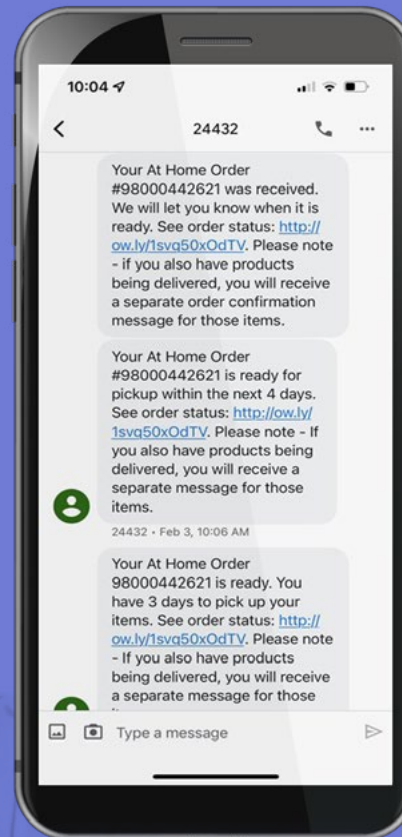 10:04
24432
Your At Home Order
#98000442621 was received.
We will let you know when it is
ready. See order status: http://
ow.ly/1svq50xOdTV. Please note
- if you also have products
being delivered, you will receive
a separate order confirmation
message for those items.
Your At Home Order
#98000442621 is ready for
pickup within the next 4 days.
See order status: http://ow.ly/
1svq50xOdTV. Please note - If
you also have products being
delivered, you will receive a
separate message for those
items.
24432 • Feb 3, 10:06 AM
Your At Home Order
98000442621 is ready. You
have 3 days to pick up your
items. See order status: http://
ow.ly/1svq50xOdTV. Please note
- If you also have products
being delivered, you will receive
a separate message for those
Type a message